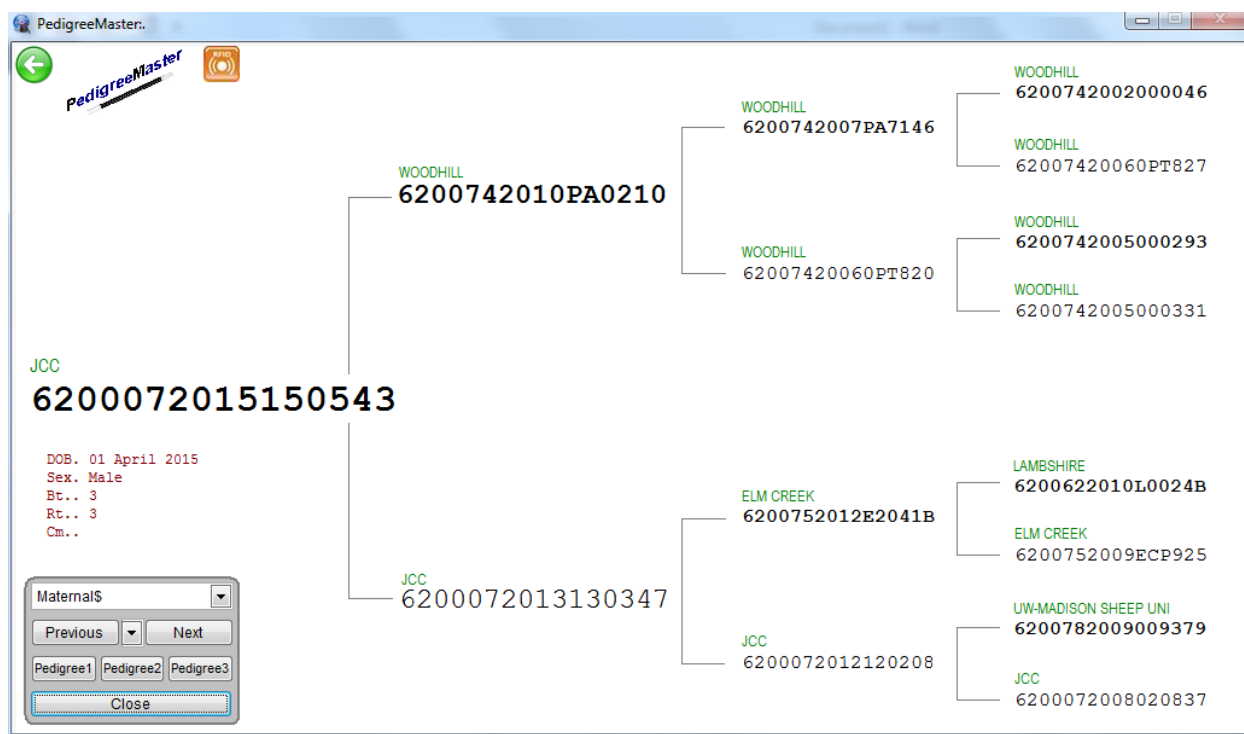 PedigreeMaster:.
PedigreeMaster
RFID
WOODHILL
6200742002000046
WOODHILL
6200742007PA7146
WOODHILL
62007420060PT827
WOODHILL
6200742010PA0210
WOODHILL
6200742005000293
WOODHILL
62007420060PT820
WOODHILL
6200742005000331
JCC
6200072015150543
DOB. 01 April 2015
Sex. Male
Bt.. 3
Rt.. 3
Cm..
LAMBSHIRE
6200622010L0024B
ELM CREEK
6200752012E2041B
ELM CREEK
6200752009ECP925
JCC
6200072013130347
UW-MADISON SHEEP UNI
6200782009009379
JCC
6200072012120208
JCC
6200072008020837
Maternal$
Previous Next
Pedigree1 Pedigree2 Pedigree3
Close